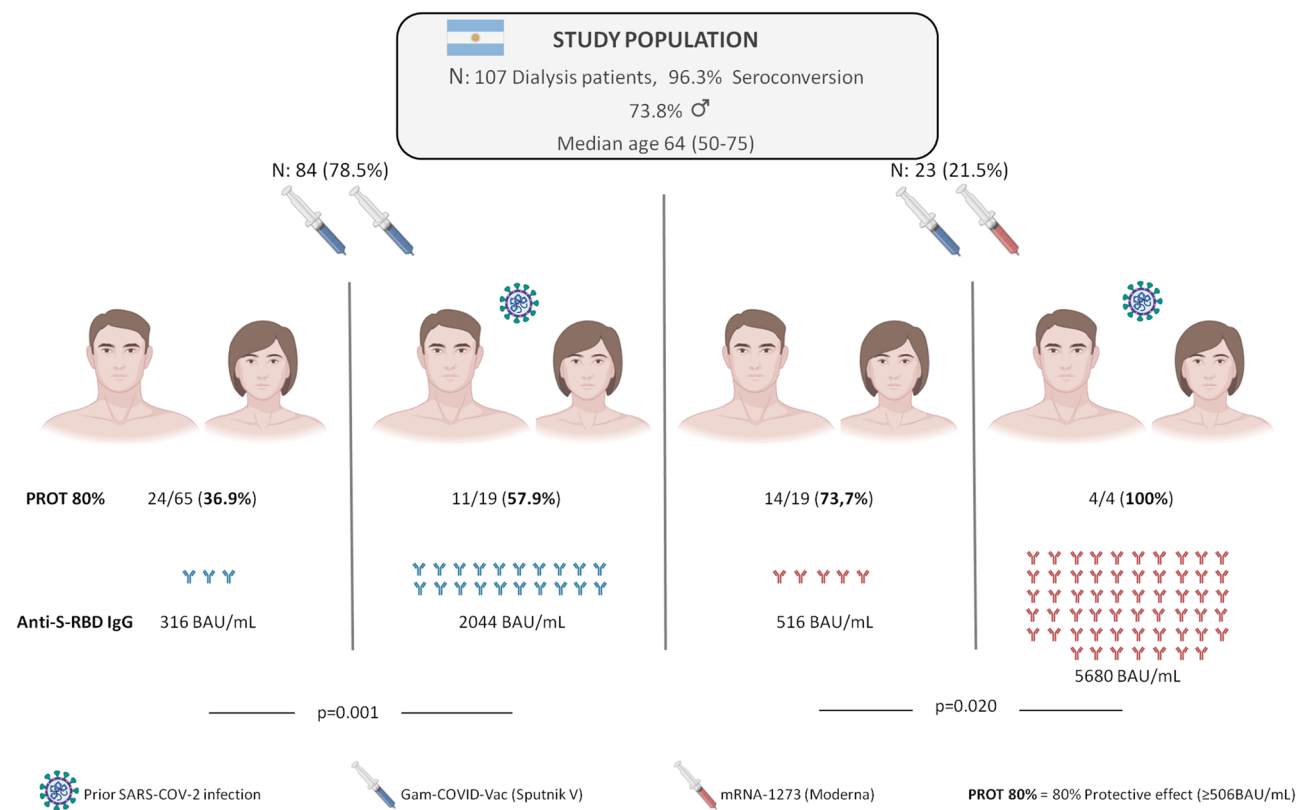 STUDY POPULATION
N: 107 Dialysis patients, 96.3% Seroconversion
73.8% ♂
Median age 64 (50-75)
N: 84 (78.5%)
N: 23 (21.5%)
PROT 80% 24/65 (36.9%) 11/19 (57.9%) 14/19 (73,7%) 4/4 (100%)
Anti-S-RBD IgG 316 BAU/mL 2044 BAU/mL 516 BAU/mL
5680 BAU/mL
p=0.001
p=0.020
Prior SARS-COV-2 infection
Gam-COVID-Vac (Sputnik V)
mRNA-1273 (Moderna)
PROT 80% = 80% Protective effect (≥506BAU/mL)